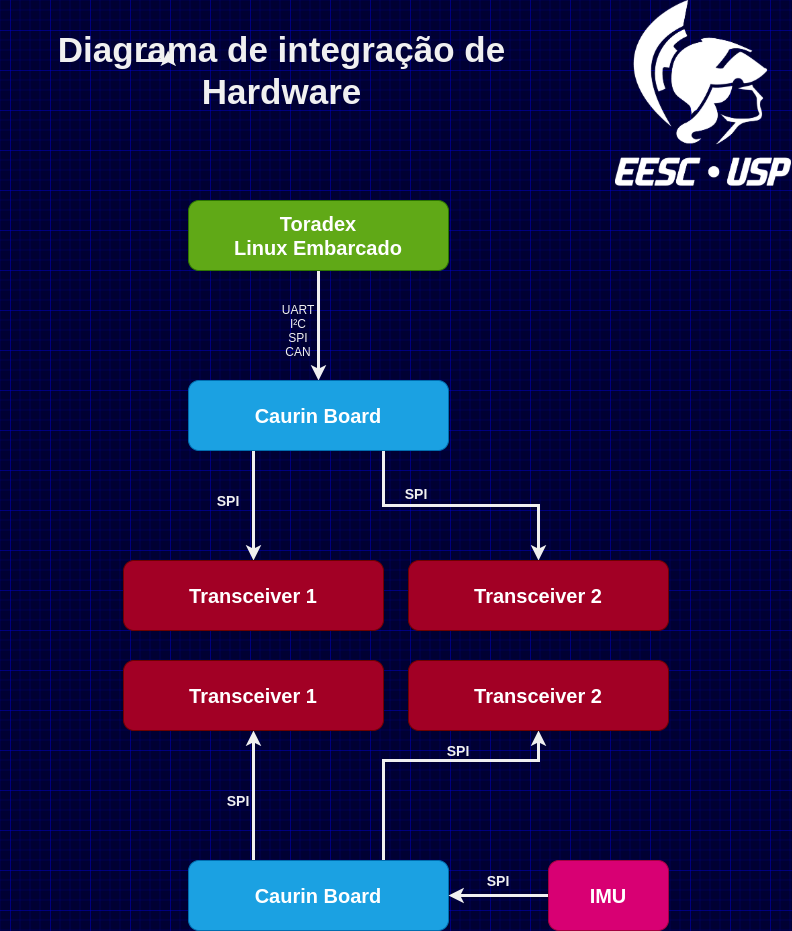 Diagrama de integração de
Hardware
EESC • USP
Toradex
Linux Embarcado
UART
I²C
SPI
CAN
Caurin Board
SPI
SPI
Transceiver 1
Transceiver 2
Transceiver 1
Transceiver 2
SPI
SPI
Caurin Board
SPI
IMU